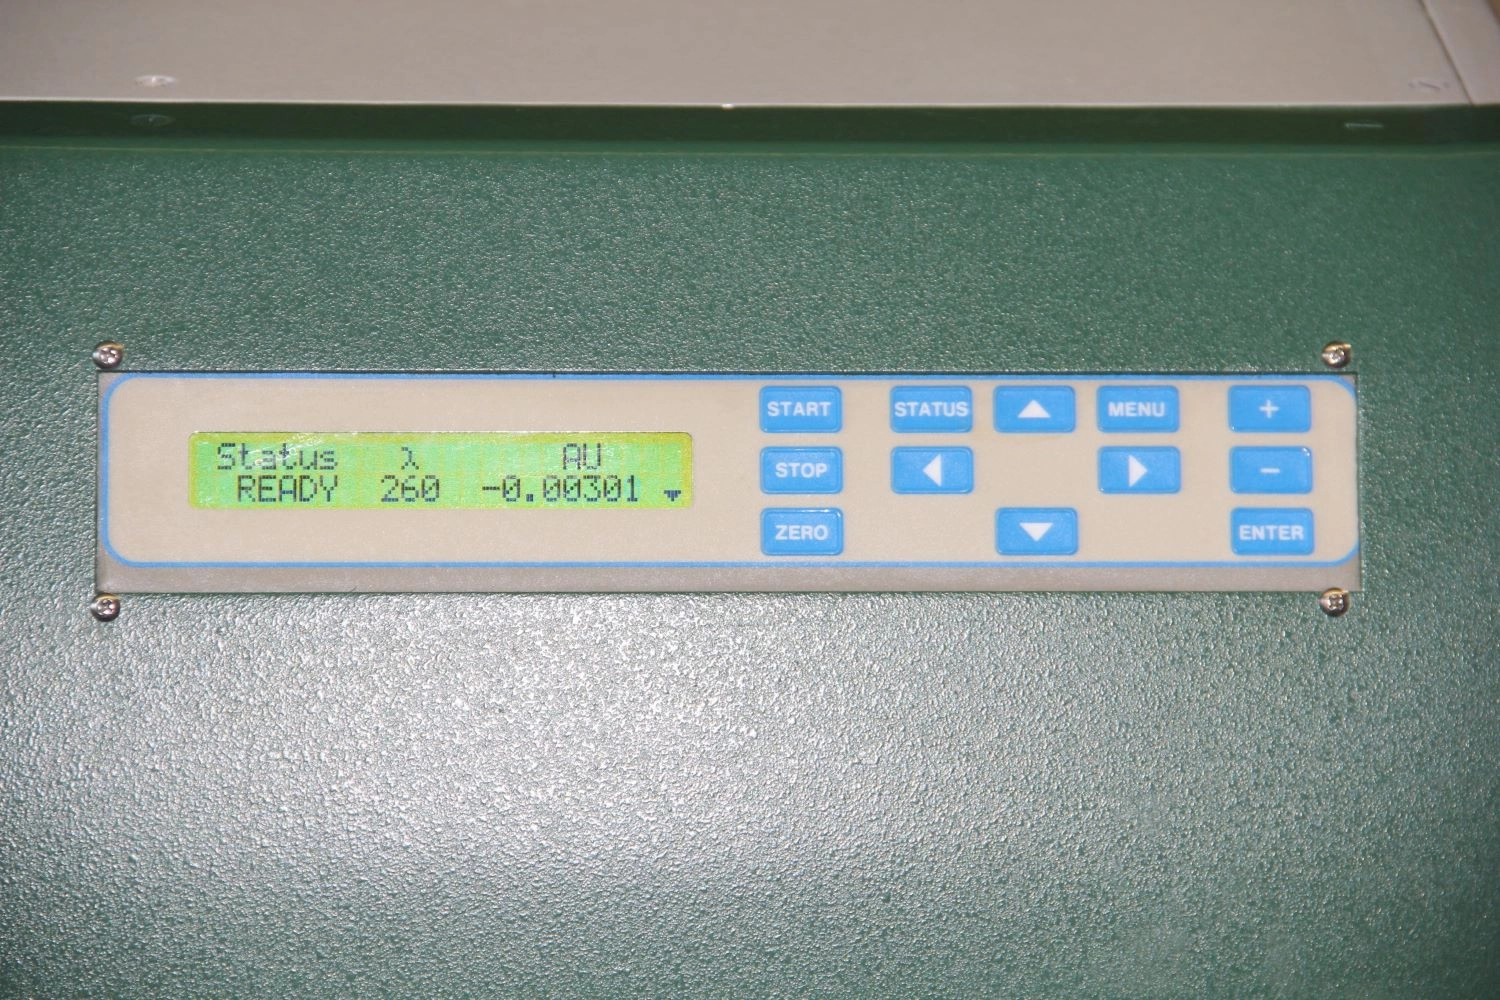 Status λ AU
READY 260 -0.00301
START STATUS MENU +
STOP −
ZERO ENTER